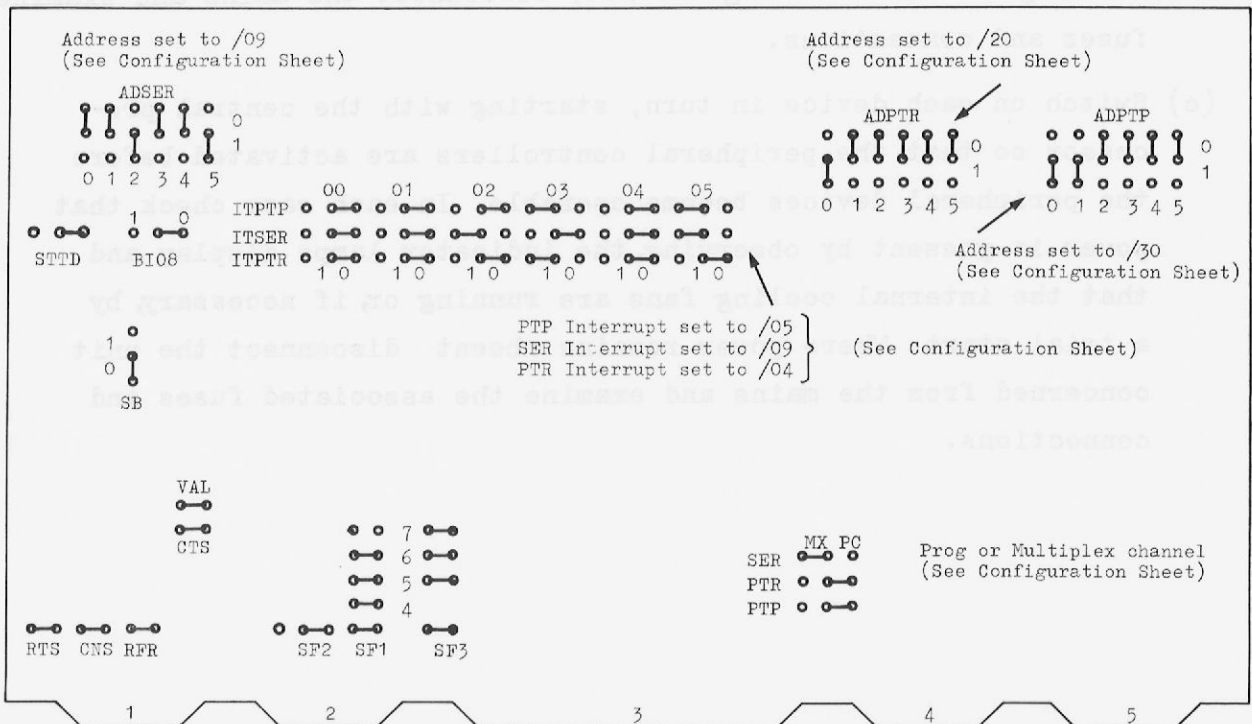 Address set to /09
(See Configuration Sheet)
ADSER
0
1
0 1 2 3 4 5
STTD
1 0
BIO8
1
0
SB
00 01 02 03 04 05
ITPTP
ITSER
ITPTR
1 0 1 0 1 0 1 0 1 0 1 0
PTP Interrupt set to /05
SER Interrupt set to /09
PTR Interrupt set to /04
(See Configuration Sheet)
Address set to /20
(See Configuration Sheet)
ADPTR
0
1
0 1 2 3 4 5
ADPTP
0
1
0 1 2 3 4 5
Address set to /30
(See Configuration Sheet)
VAL
CTS
RTS CNS RFR
7
6
5
4
SF2 SF1 SF3
MX PC
SER
PTR
PTP
Prog or Multiplex channel
(See Configuration Sheet)
1 2 3 4 5